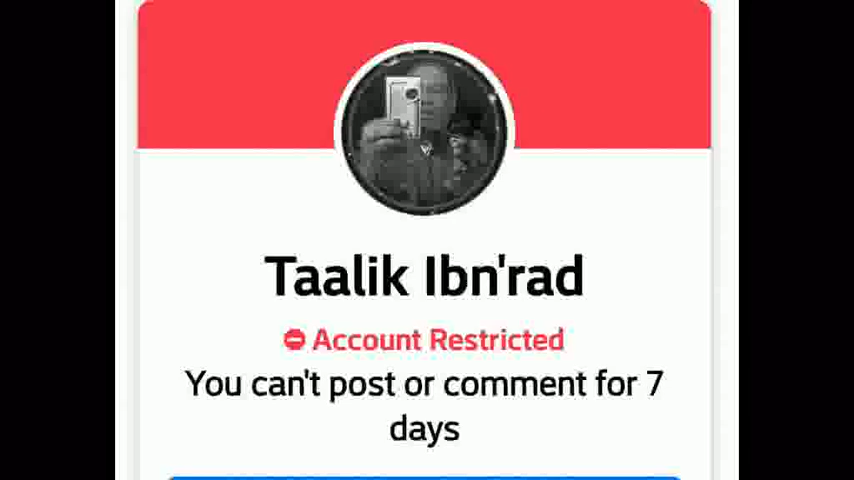 Taalik Ibn'rad
Account Restricted
You can't post or comment for 7
days